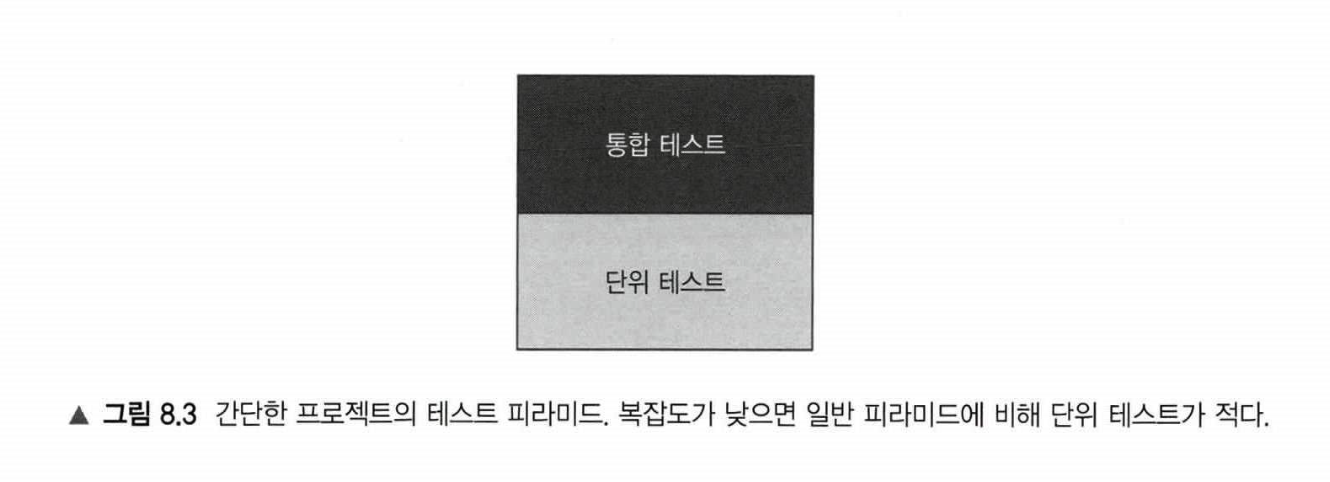 통합 테스트
단위 테스트
▲ 그림 8.3 간단한 프로젝트의 테스트 피라미드. 복잡도가 낮으면 일반 피라미드에 비해 단위 테스트가 적다.